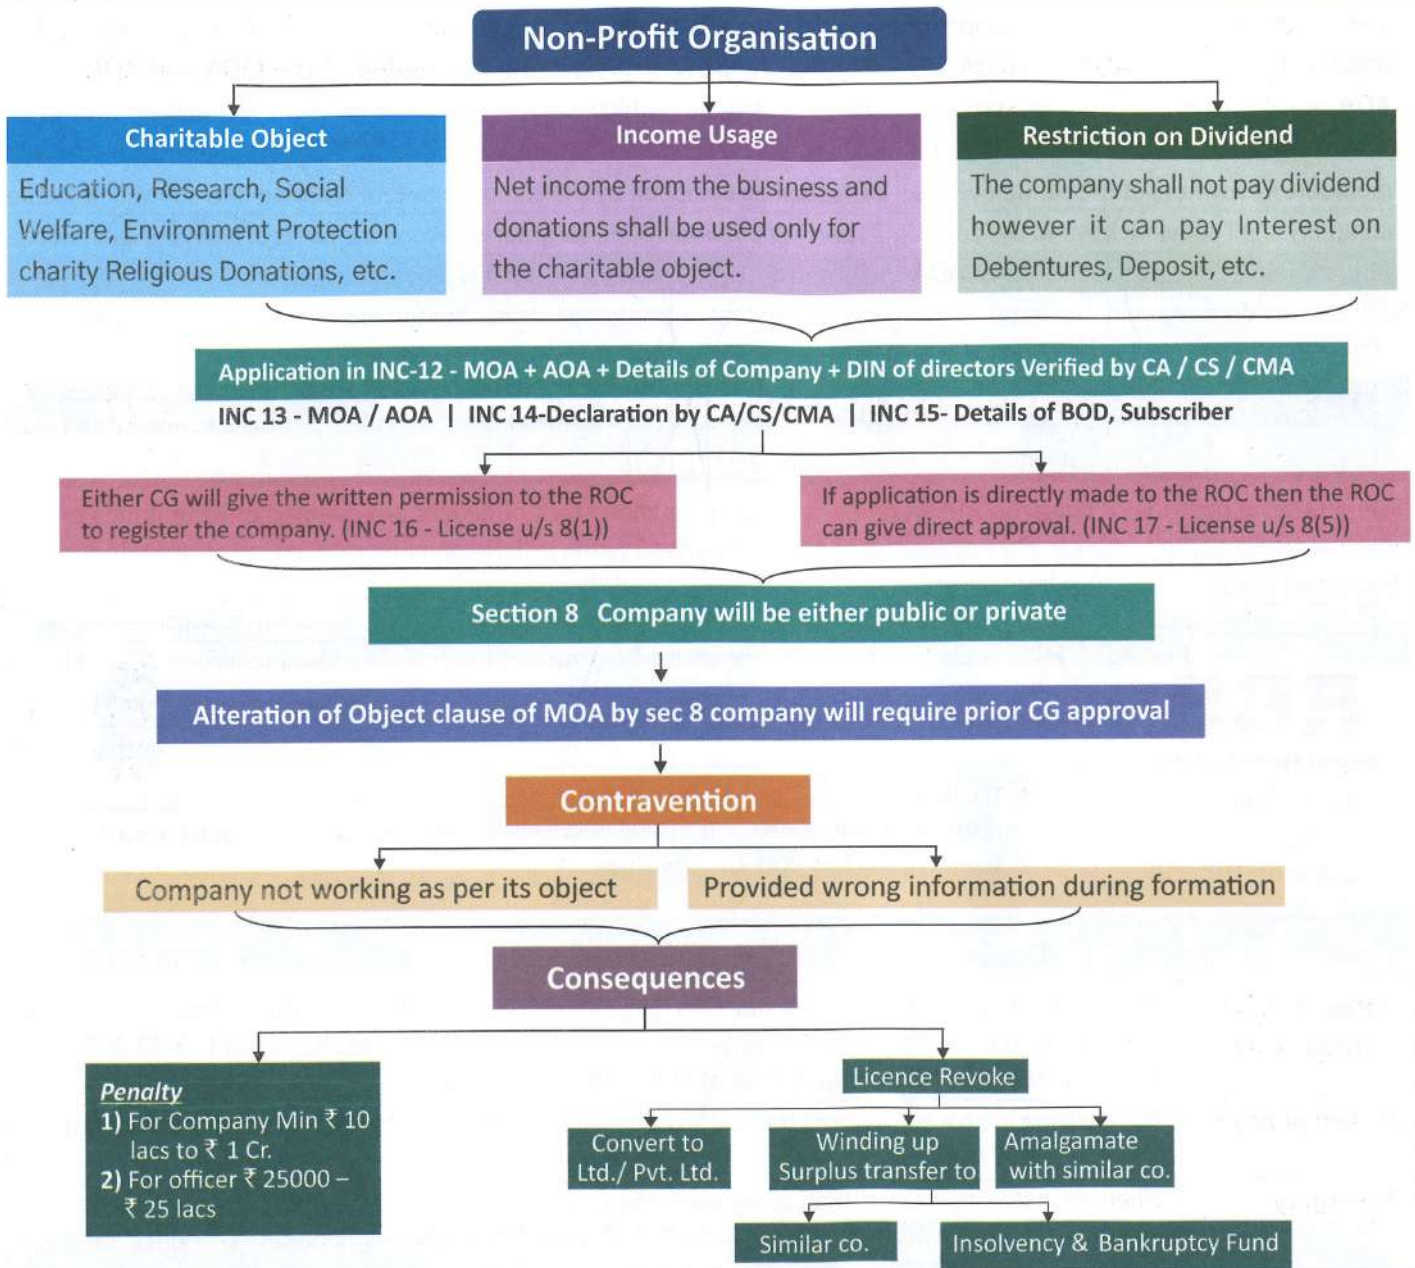 Non-Profit Organisation
Charitable Object
Education, Research, Social
Welfare, Environment Protection
charity Religious Donations, etc.
Income Usage
Net income from the business and
donations shall be used only for
the charitable object.
Restriction on Dividend
The company shall not pay dividend
however it can pay Interest on
Debentures, Deposit, etc.
Application in INC-12 - MOA + AOA + Details of Company + DIN of directors Verified by CA / CS / CMA
INC 13 - MOA / AOA | INC 14-Declaration by CA/CS/CMA | INC 15- Details of BOD, Subscriber
Either CG will give the written permission to the ROC
to register the company. (INC 16 - License u/s 8(1))
If application is directly made to the ROC then the ROC
can give direct approval. (INC 17 - License u/s 8(5))
Section 8 Company will be either public or private
Alteration of Object clause of MOA by sec 8 company will require prior CG approval
Contravention
Company not working as per its object
Provided wrong information during formation
Consequences
Penalty
1) For Company Min ₹ 10
lacs to ₹ 1 Cr.
2) For officer ₹ 25000 –
₹ 25 lacs
Licence Revoke
Convert to
Ltd./ Pvt. Ltd.
Winding up
Surplus transfer to
Amalgamate
with similar co.
Similar co.
Insolvency & Bankruptcy Fund